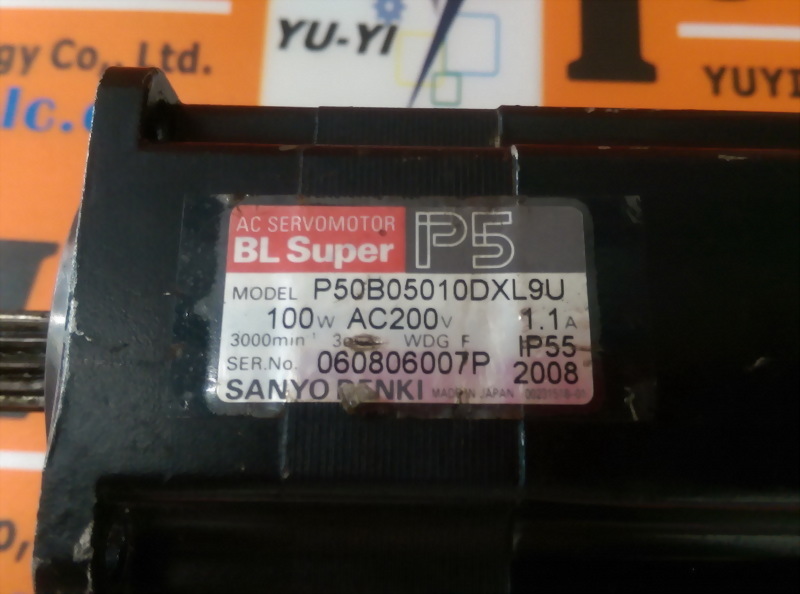 YU-YI
gy Co., Ltd.
lc.c
YUYI
AC SERVOMOTOR
BL Super P5
MODEL P50B05010DXL9U
100W AC200V 1.1A
3000min⁻¹ WDG F IP55
SER.No. 060806007P 2008
SANYO DENKI MADE IN JAPAN